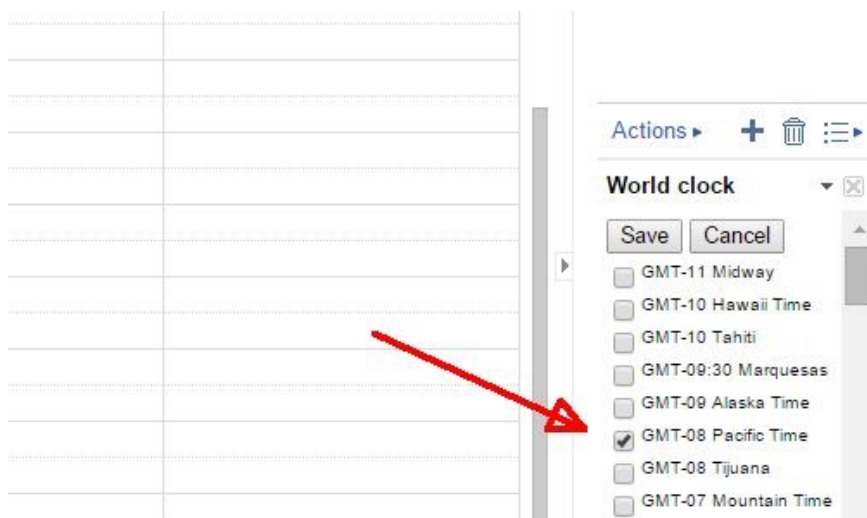 Actions
World clock
Save Cancel
GMT-11 Midway
GMT-10 Hawaii Time
GMT-10 Tahiti
GMT-09:30 Marquesas
GMT-09 Alaska Time
GMT-08 Pacific Time
GMT-08 Tijuana
GMT-07 Mountain Time